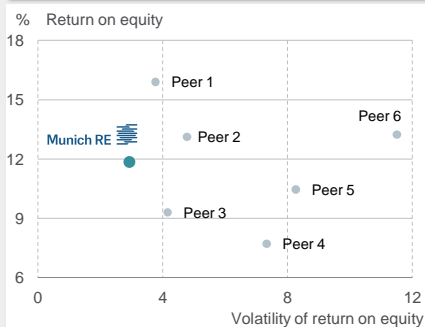 % Return on equity
18
15
12
9
6
Peer 1
Peer 6
Munich RE
Peer 2
Peer 5
Peer 3
Peer 4
0 4 8 12
Volatility of return on equity